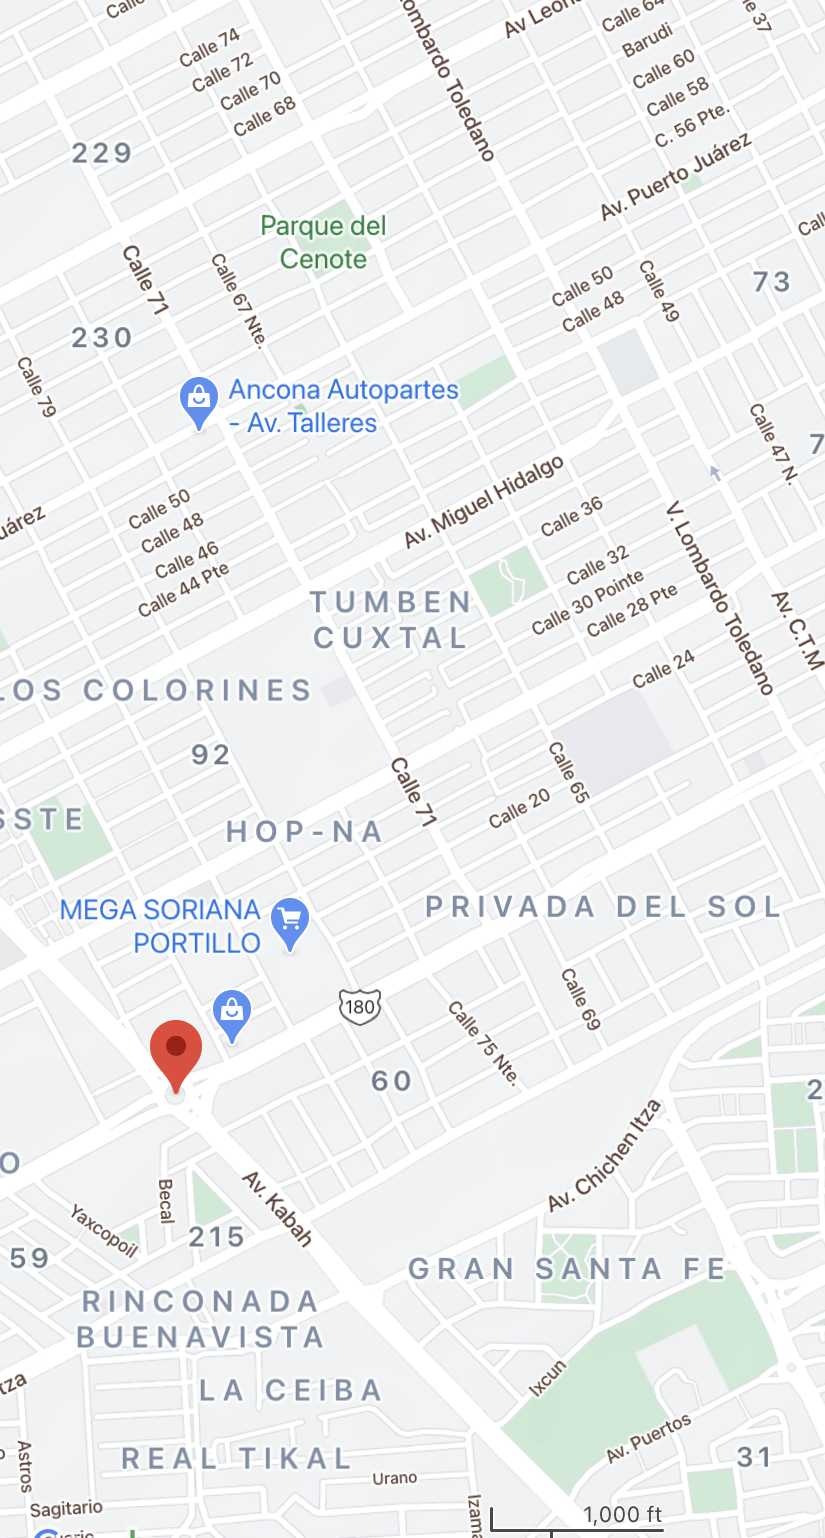 Calle
Av Leon
Calle 64
le 37
Calle 74
Calle 72
Calle 70
Calle 68
ombardo Toledano
Barudi
Calle 60
Calle 58
C. 56 Pte.
229
Av. Puerto Juárez
Parque del
Cenote
Call
Calle 71
Calle 67 Nte.
Calle 50
Calle 48
Calle 49
73
230
Calle 79
Ancona Autopartes
- Av. Talleres
Calle 47 N.
7
uárez
Calle 50
Calle 48
Calle 46
Calle 44 Pte
Av. Miguel Hidalgo
Calle 36
Calle 32
Calle 30 Pointe
Calle 28 Pte
V. Lombardo Toledano
Av. C.T.M
TUMBEN
CUXTAL
Calle 24
LOS COLORINES
92
Calle 71
Calle 65
Calle 20
SSTE
HOP-NA
MEGA SORIANA
PORTILLO
PRIVADA DEL SOL
180
Calle 69
Calle 75 Nte.
60
2
Av. Chichen Itza
O
Becal
Av. Kabah
Yaxcopoil
215
59
GRAN SANTA FE
RINCONADA
BUENAVISTA
Ixcun
tza
LA CEIBA
Av. Puertos
REAL TIKAL
31
Astros
Urano
Izama
Sagitario
1,000 ft